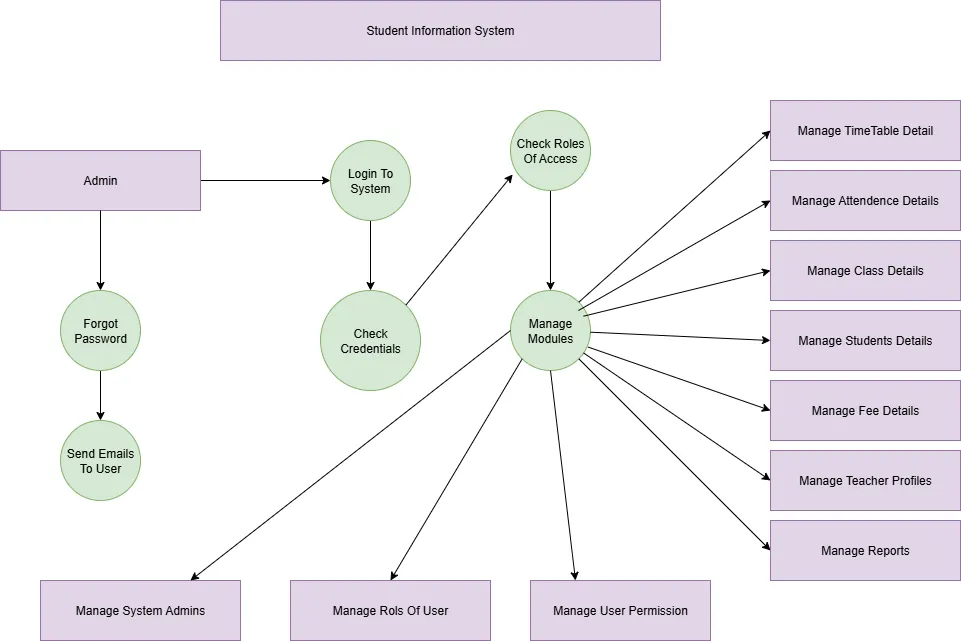 Student Information System
Admin
Login To
System
Check Roles
Of Access
Manage TimeTable Detail
Manage Attendence Details
Manage Class Details
Forgot
Password
Check
Credentials
Manage
Modules
Manage Students Details
Manage Fee Details
Send Emails
To User
Manage Teacher Profiles
Manage Reports
Manage System Admins
Manage Rols Of User
Manage User Permission